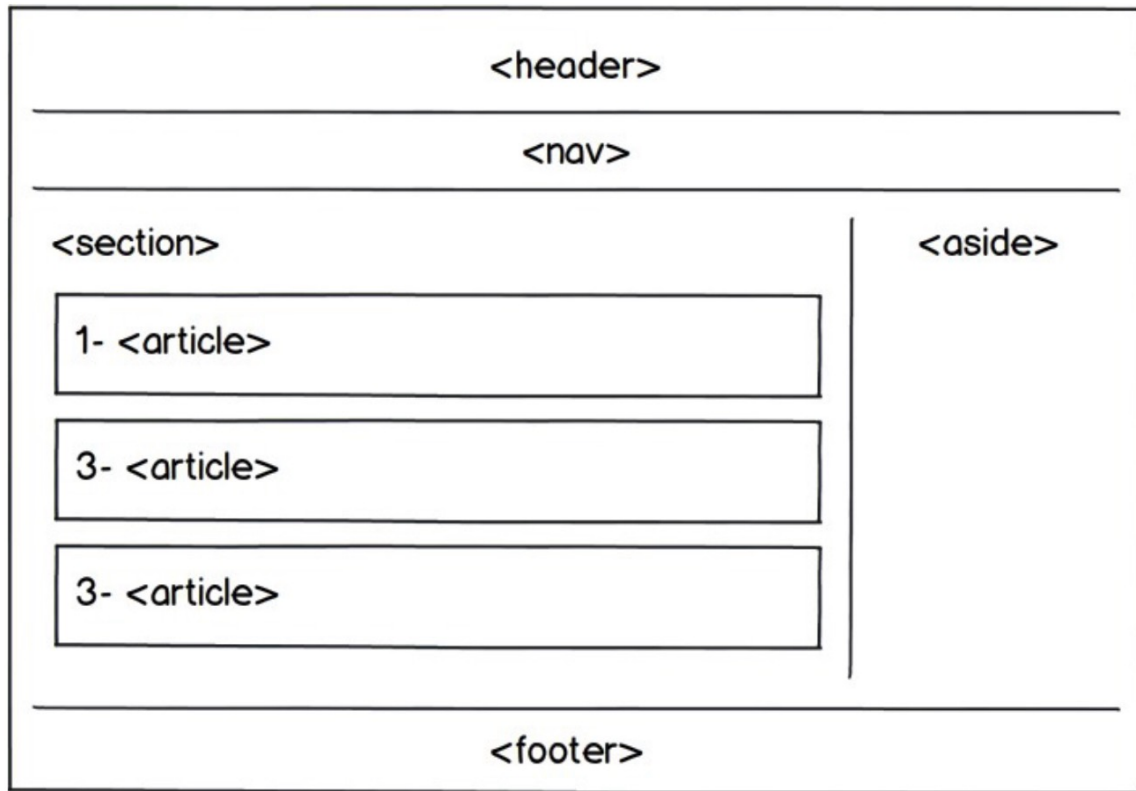 <header>
<nav>
<section>
<aside>
1- <article>
3- <article>
3- <article>
<footer>